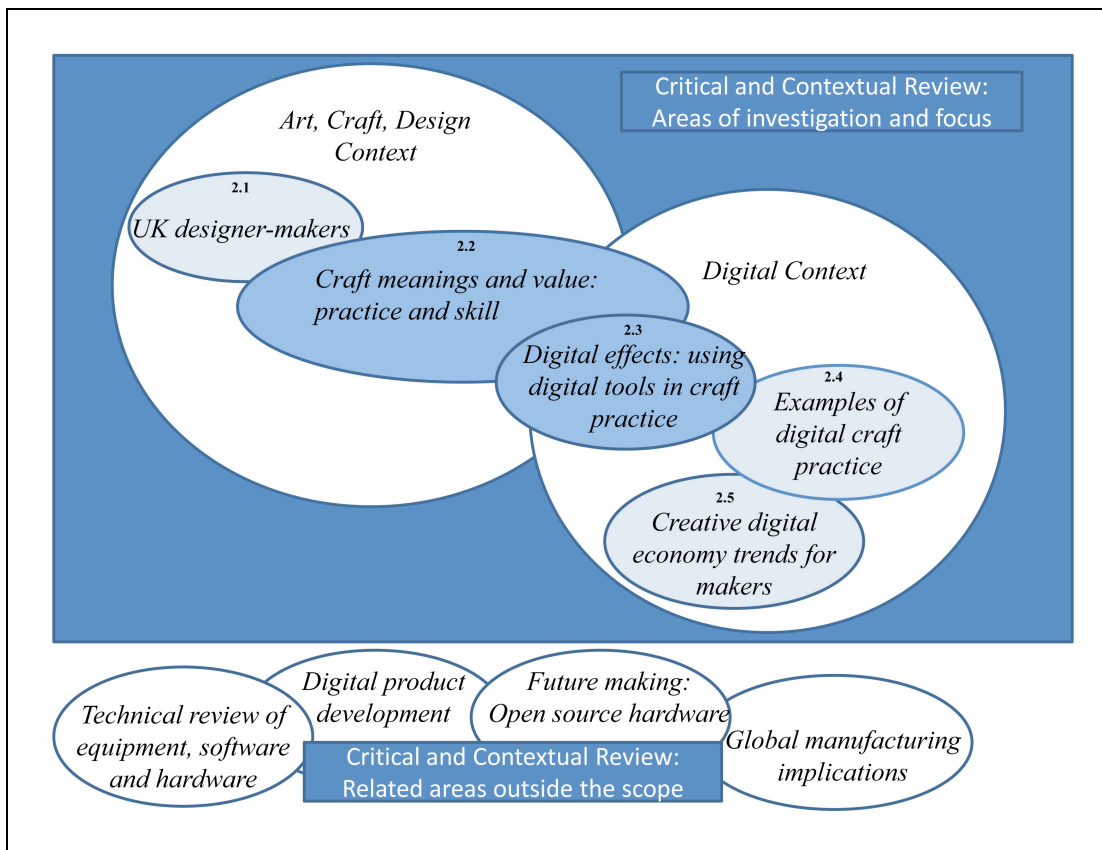 Critical and Contextual Review:
Areas of investigation and focus
Art, Craft, Design
Context
2.1
UK designer-makers
2.2
Craft meanings and value:
practice and skill
Digital Context
2.3
Digital effects: using
digital tools in craft
practice
2.4
Examples of
digital craft
practice
2.5
Creative digital
economy trends for
makers
Technical review of
equipment, software
and hardware
Digital product
development
Future making:
Open source hardware
Global manufacturing
implications
Critical and Contextual Review:
Related areas outside the scope